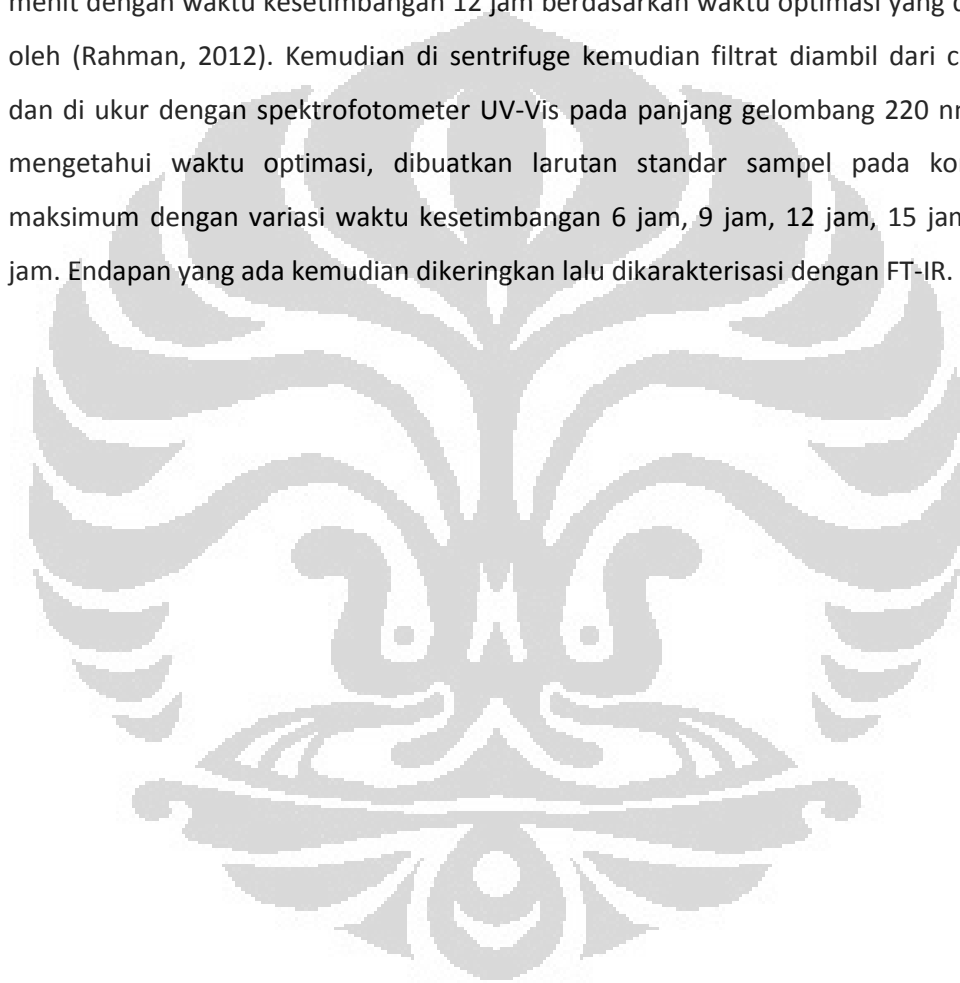 menit dengan waktu kesetimbangan 12 jam berdasarkan waktu optimasi yang
oleh (Rahman, 2012). Kemudian di sentrifuge kemudian filtrat diambil dari
dan di ukur dengan spektrofotometer UV-Vis pada panjang gelombang 220
mengetahui waktu optimasi, dibuatkan larutan standar sampel pada
maksimum dengan variasi waktu kesetimbangan 6 jam, 9 jam, 12 jam, 15
jam. Endapan yang ada kemudian dikeringkan lalu dikarakterisasi dengan FT-IR.